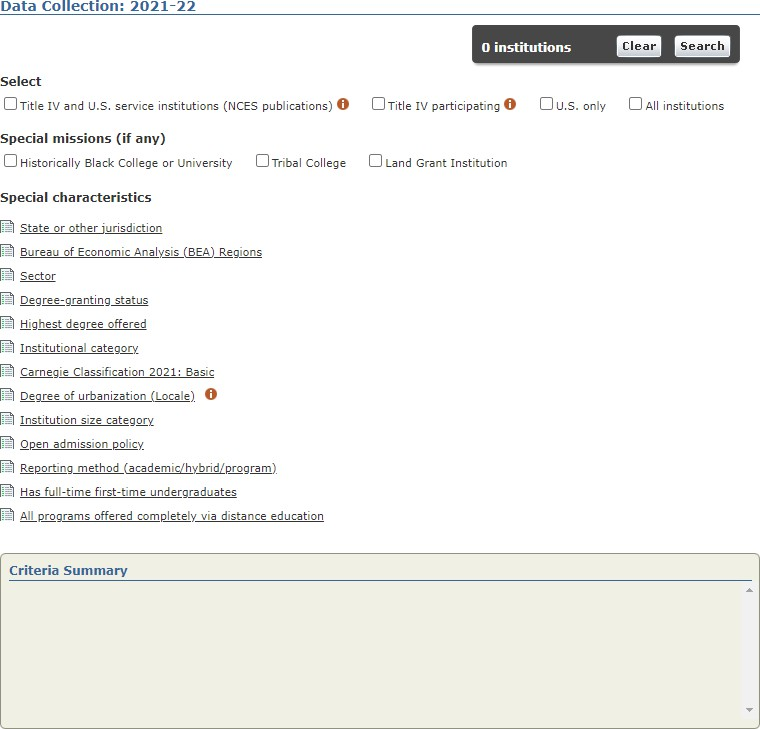 Data Collection: 2021-22
0 institutions Clear Search
Select
Title IV and U.S. service institutions (NCES publications) Title IV participating U.S. only All institutions
Special missions (if any)
Historically Black College or University Tribal College Land Grant Institution
Special characteristics
State or other jurisdiction
Bureau of Economic Analysis (BEA) Regions
Sector
Degree-granting status
Highest degree offered
Institutional category
Carnegie Classification 2021: Basic
Degree of urbanization (Locale)
Institution size category
Open admission policy
Reporting method (academic/hybrid/program)
Has full-time first-time undergraduates
All programs offered completely via distance education
Criteria Summary